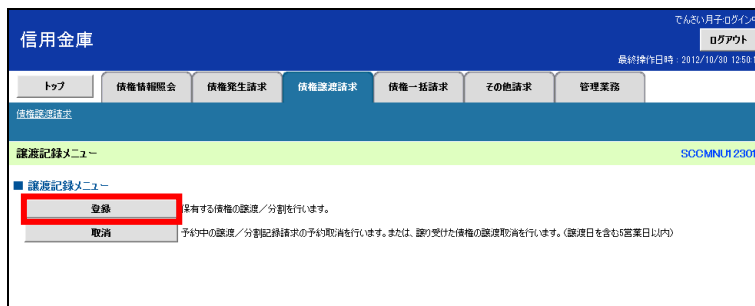 でんさい月子:ログイン中
信用金庫
ログアウト
最終操作日時：2012/10/30 12:50:1
トップ 債権情報照会 債権発生請求 債権譲渡請求 債権一括請求 その他請求 管理業務
債権譲渡請求
譲渡記録メニュー SCCMNU12301
■ 譲渡記録メニュー
登録 保有する債権の譲渡／分割を行います。
取消 予約中の譲渡／分割記録請求の予約取消を行います。または、譲り受けた債権の譲渡取消を行います。（譲渡日を含む5営業日以内）